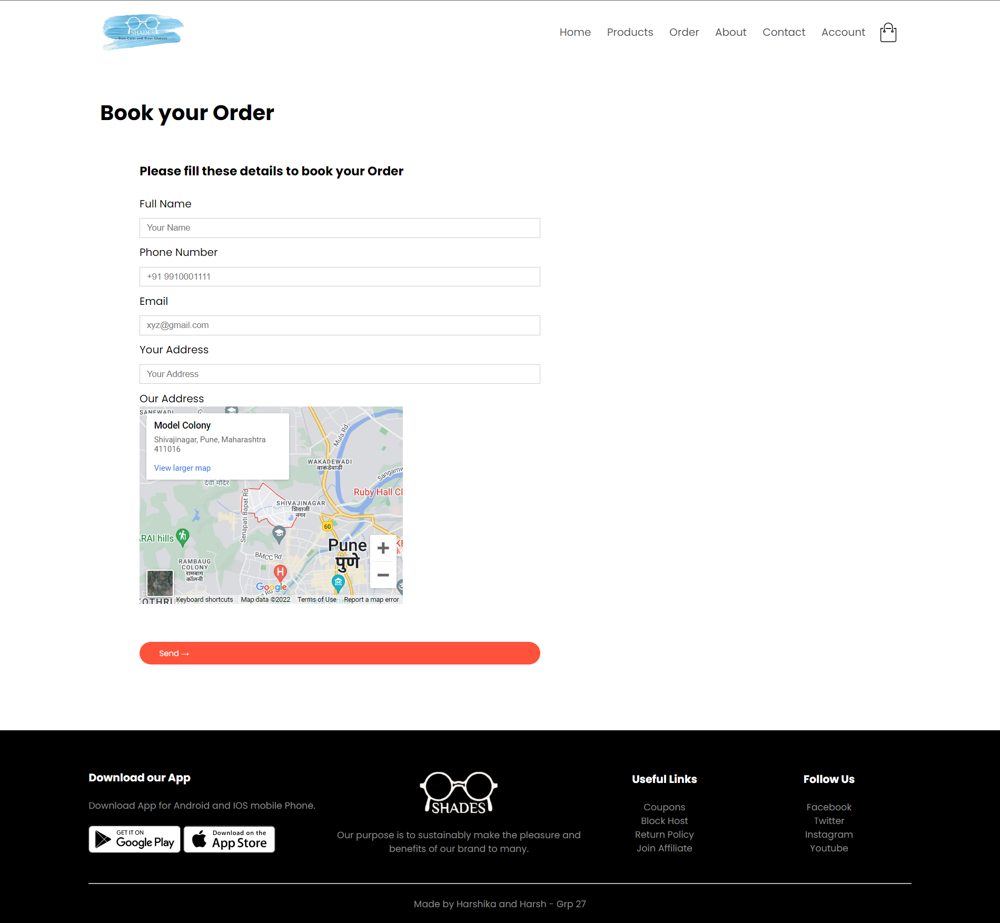 SHADES
Stay Calm and Wear Glasses
Home Products Order About Contact Account
Book your Order
Please fill these details to book your Order
Full Name
Your Name
Phone Number
+91 9910001111
Email
xyz@gmail.com
Your Address
Your Address
Our Address
Model Colony
Shivajinagar, Pune, Maharashtra
411016
View larger map
देवी मंदिर
Mula Rd
WAKADEWADI
वाकडेवाडी
Sangamw
Ruby Hall Cl
Senapati Bapat Rd
SHIVAJINAGAR
शिवाजी
नगर
60
ARAI hills
Pune
पुणे
BMCC Rd
RAMBAUG
COLONY
रामबाग
कॉलनी
H
Google
Keyboard shortcuts Map data ©2022 Terms of Use Report a map error
Send →
Download our App
Download App for Android and IOS mobile Phone.
GET IT ON
Google Play
Download on the
App Store
SHADES
Our purpose is to sustainably make the pleasure and
benefits of our brand to many.
Useful Links
Coupons
Block Host
Return Policy
Join Affiliate
Follow Us
Facebook
Twitter
Instagram
Youtube
Made by Harshika and Harsh - Grp 27